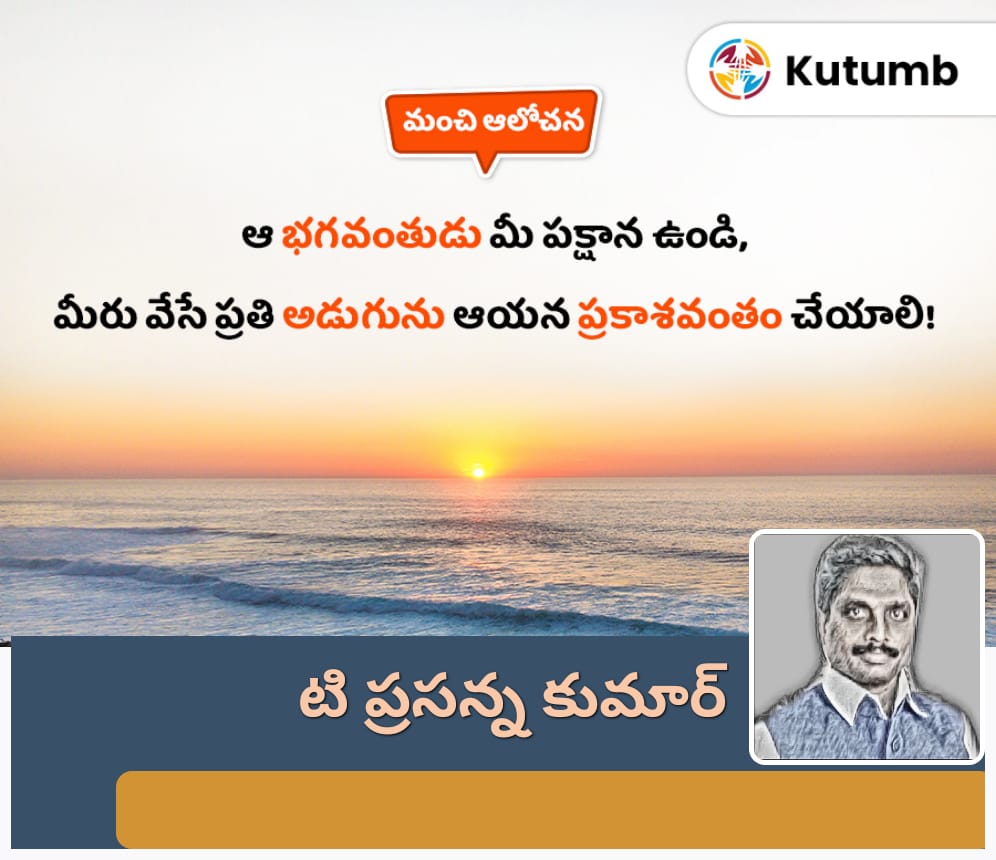 Kutumb
మంచి ఆలోచన
ఆ భగవంతుడు మీ పక్షాన ఉండి,
మీరు వేసే ప్రతి అడుగును ఆయన ప్రకాశవంతం చేయాలి!
టి ప్రసన్న కుమార్